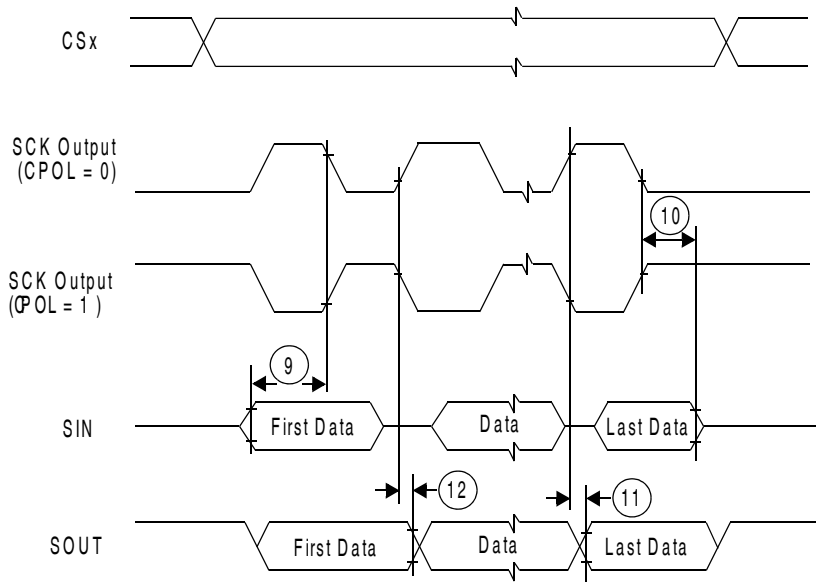 CSx
SCK Output
(CPOL = 0)
10
SCK Output
(CPOL = 1 )
9
SIN
First Data
Data
Last Data
12
11
SOUT
First Data
Data
Last Data